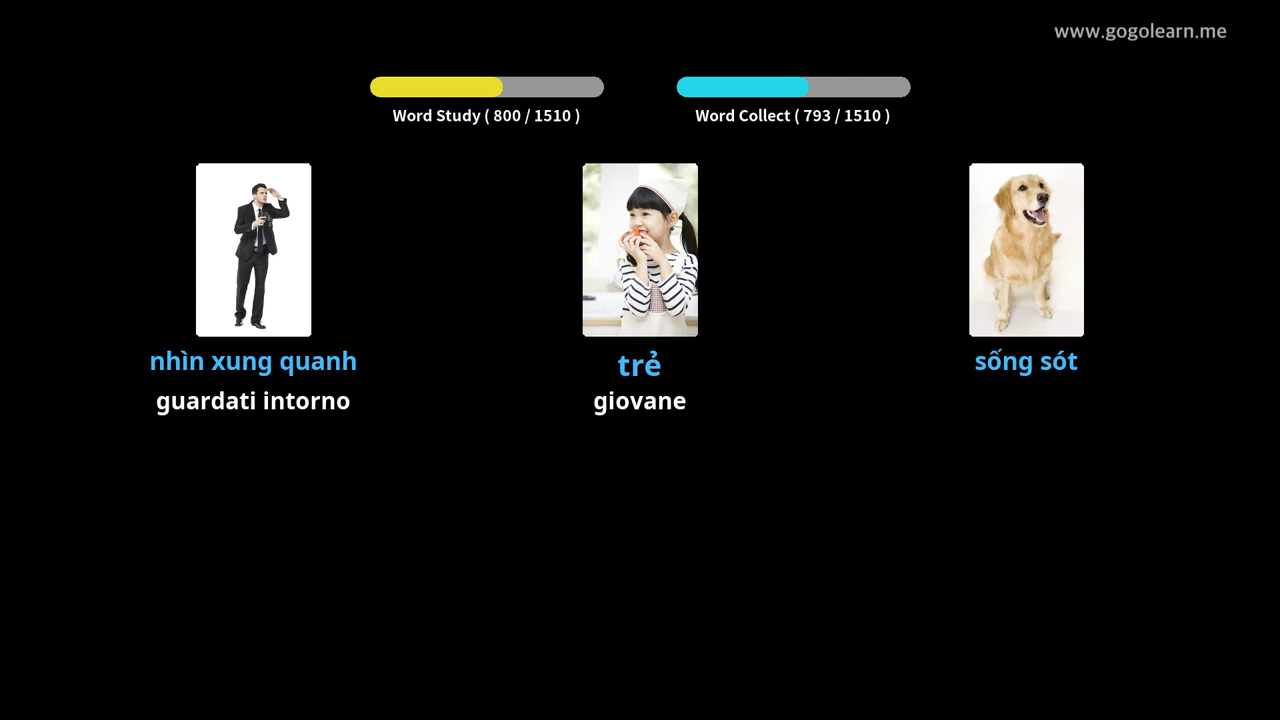 www.gogolearn.me
Word Study ( 800 / 1510 )
Word Collect ( 793 / 1510 )
nhìn xung quanh
trẻ
sống sót
guardati intorno
giovane